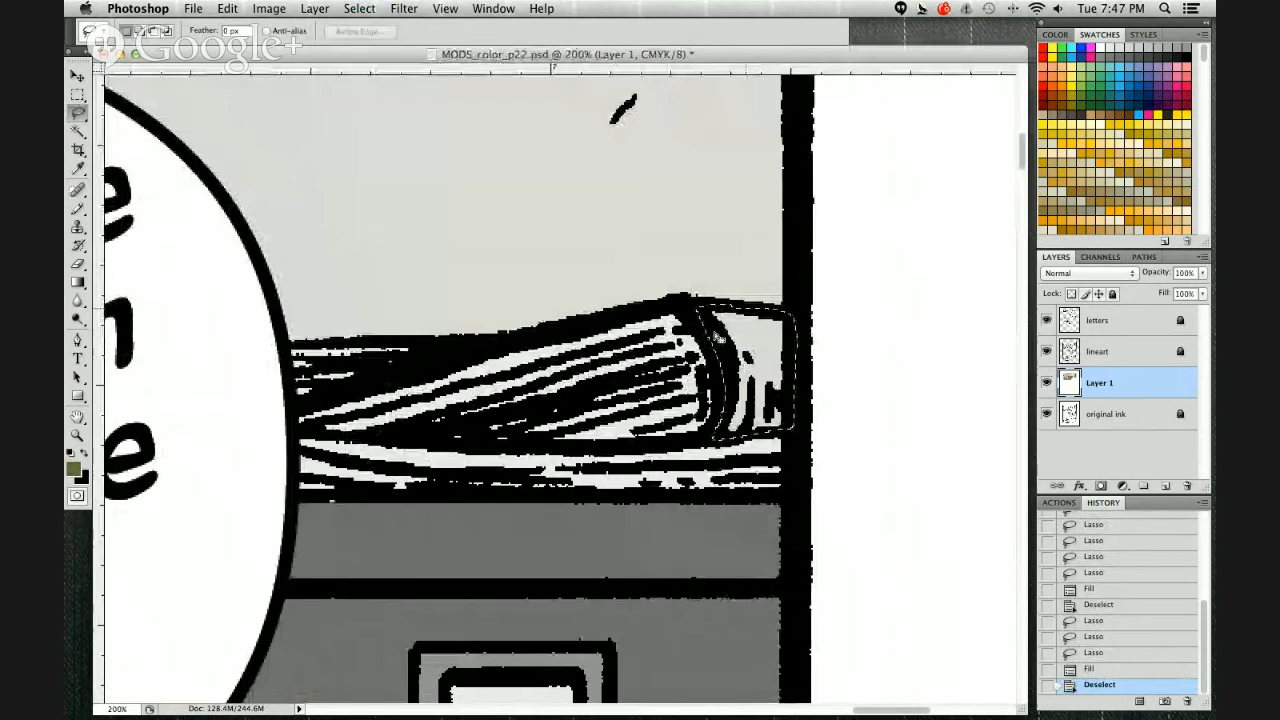 Photoshop File Edit Image Layer Select Filter View Window Help Tue 7:47 PM
Feather: 0 px Anti-alias Refine Edge...
Google+
MODS_color_p22.psd @ 200% (Layer 1, CMYK/8) *
7
COLOR SWATCHES STYLES
e
n
e
LAYERS CHANNELS PATHS
Normal Opacity: 100%
Lock: Fill: 100%
letters
lineart
Layer 1
original ink
ACTIONS HISTORY
Lasso
Lasso
Lasso
Lasso
Fill
Deselect
Lasso
Lasso
Lasso
Fill
Deselect
200% Doc: 128.4M/244.6M